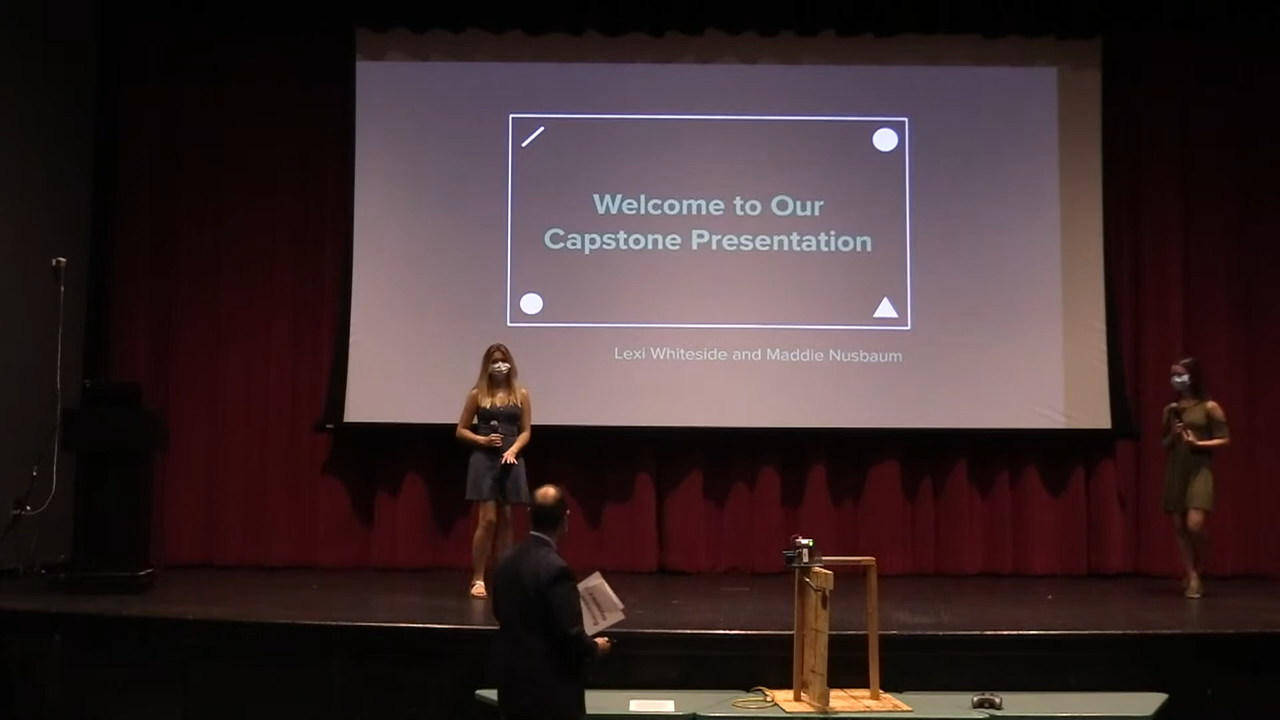 Welcome to Our
Capstone Presentation
Lexi Whiteside and Maddie Nusbaum